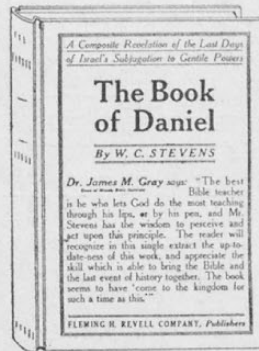 A Composite Revelation of the Last Days
of Israel's Subjugation to Gentile Powers
The Book
of Daniel
By W. C. STEVENS
Dr. James M. Gray says: "The best
Dean of Moody Bible Institute
Bible teacher
is he who lets God do the most teaching
through his lips, or by his pen, and Mr.
Stevens has the wisdom to perceive and
act upon this principle. The reader will
recognize in this single extract the up-to-
date-ness of this work, and appreciate the
skill which is able to bring the Bible and
the last event of history together. The book
seems to have 'come to the kingdom for
such a time as this.'"
FLEMING H. REVELL COMPANY, Publishers